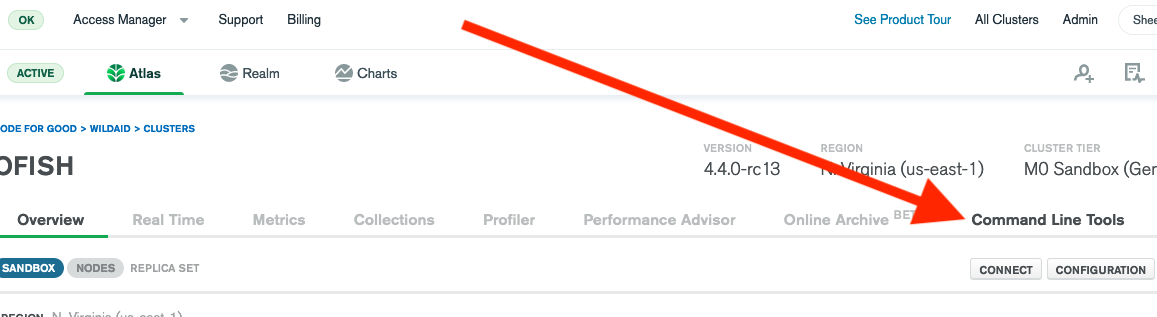 OK Access Manager Support Billing See Product Tour All Clusters Admin Shee
ACTIVE Atlas Realm Charts
ODE FOR GOOD > WILDAID > CLUSTERS
OFISH
VERSION REGION CLUSTER TIER
4.4.0-rc13 N. Virginia (us-east-1) M0 Sandbox (Ger
Overview Real Time Metrics Collections Profiler Performance Advisor Online Archive BET Command Line Tools
SANDBOX NODES REPLICA SET CONNECT CONFIGURATION
REGION N. Virginia (us-east-1)